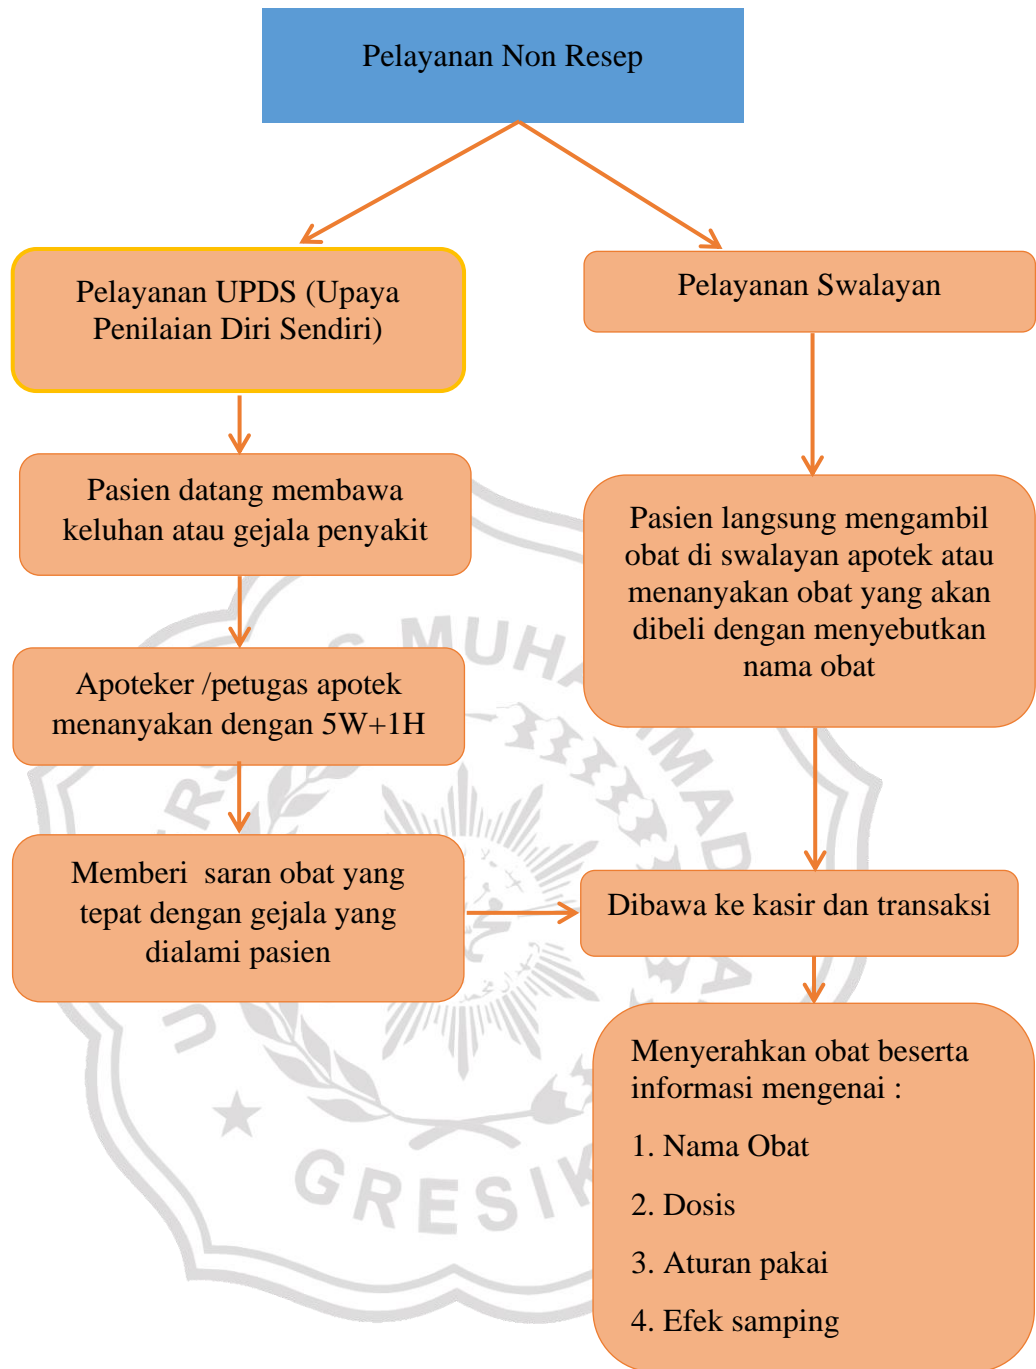 Pelayanan Non Resep
Pelayanan UPDS (Upaya
Penilaian Diri Sendiri)
Pelayanan Swalayan
Pasien datang membawa
keluhan atau gejala penyakit
Pasien langsung mengambil
obat di swalayan apotek atau
menanyakan obat yang akan
dibeli dengan menyebutkan
nama obat
Apoteker /petugas apotek
menanyakan dengan 5W+1H
Memberi saran obat yang
tepat dengan gejala yang
dialami pasien
Dibawa ke kasir dan transaksi
Menyerahkan obat beserta
informasi mengenai :
1. Nama Obat
2. Dosis
3. Aturan pakai
4. Efek samping
GRESIK